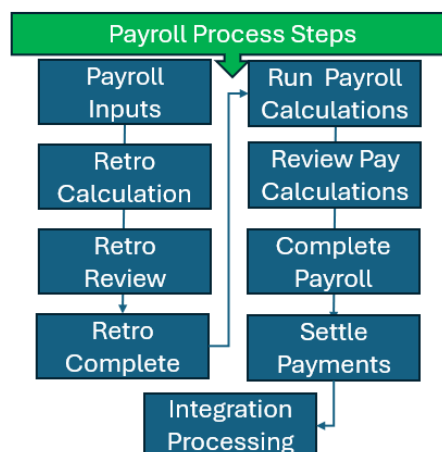 Payroll Process Steps
Payroll
Inputs
Retro
Calculation
Retro
Review
Retro
Complete
Run Payroll
Calculations
Review Pay
Calculations
Complete
Payroll
Settle
Payments
Integration
Processing